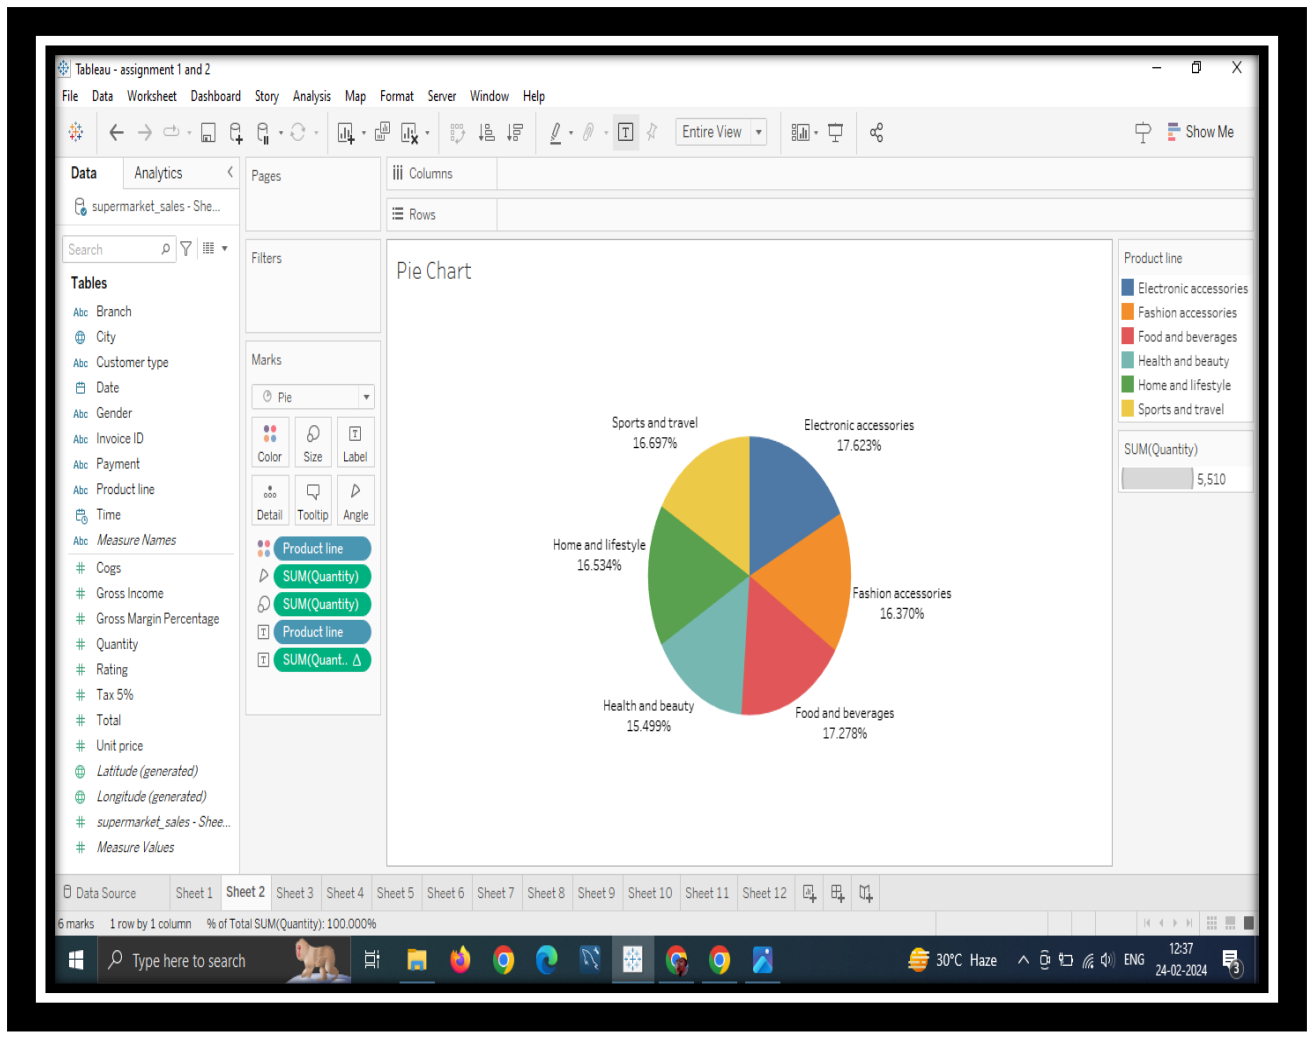 Tableau - assignment 1 and 2
File Data Worksheet Dashboard Story Analysis Map Format Server Window Help
Entire View
Show Me
Data Analytics
supermarket_sales - She...
Search
Tables
Abc Branch
City
Abc Customer type
Date
Abc Gender
Abc Invoice ID
Abc Payment
Abc Product line
Time
Abc Measure Names
# Cogs
# Gross Income
# Gross Margin Percentage
# Quantity
# Rating
# Tax 5%
# Total
# Unit price
Latitude (generated)
Longitude (generated)
# supermarket_sales - Shee...
# Measure Values
Pages
Filters
Marks
Pie
Color Size Label
Detail Tooltip Angle
Product line
SUM(Quantity)
SUM(Quantity)
Product line
SUM(Quant.. Δ
Columns
Rows
Pie Chart
Sports and travel
16.697%
Electronic accessories
17.623%
Home and lifestyle
16.534%
Fashion accessories
16.370%
Health and beauty
15.499%
Food and beverages
17.278%
Product line
Electronic accessories
Fashion accessories
Food and beverages
Health and beauty
Home and lifestyle
Sports and travel
SUM(Quantity)
5,510
Data Source Sheet 1 Sheet 2 Sheet 3 Sheet 4 Sheet 5 Sheet 6 Sheet 7 Sheet 8 Sheet 9 Sheet 10 Sheet 11 Sheet 12
6 marks 1 row by 1 column % of Total SUM(Quantity): 100.000%
Type here to search
30°C Haze
ENG
12:37
24-02-2024
3